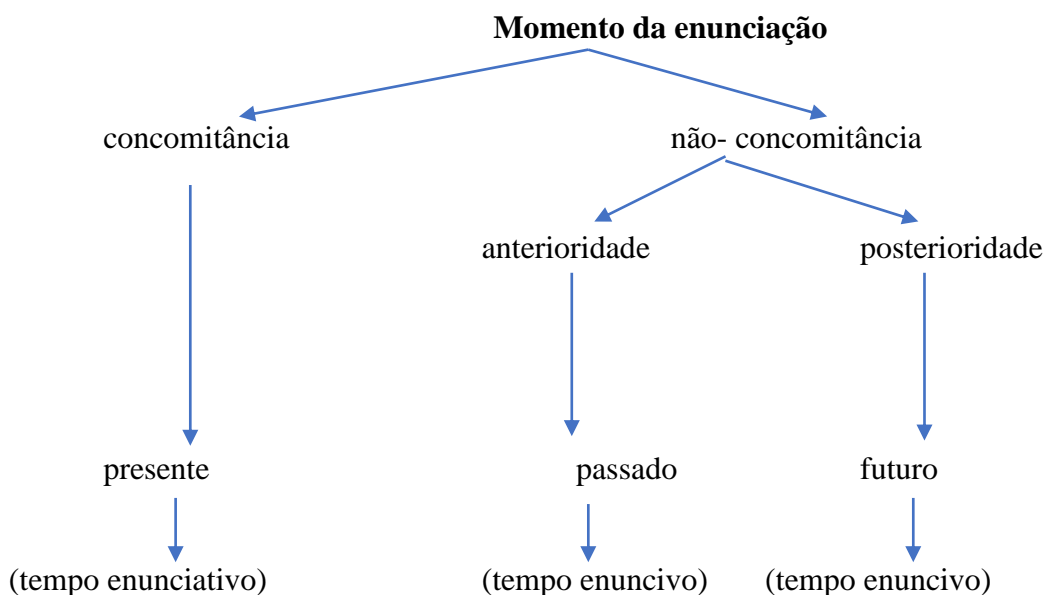 Momento da enunciação
concomitância não- concomitância
anterioridade posterioridade
presente passado futuro
(tempo enunciativo) (tempo enuncivo) (tempo enuncivo)